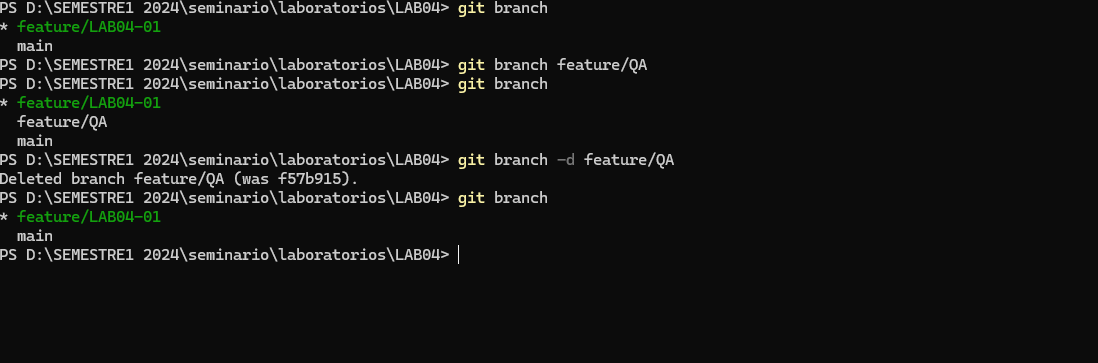 PS D:\SEMESTRE1 2024\seminario\laboratorios\LAB04> git branch
* feature/LAB04-01
  main
PS D:\SEMESTRE1 2024\seminario\laboratorios\LAB04> git branch feature/QA
PS D:\SEMESTRE1 2024\seminario\laboratorios\LAB04> git branch
* feature/LAB04-01
  feature/QA
  main
PS D:\SEMESTRE1 2024\seminario\laboratorios\LAB04> git branch -d feature/QA
Deleted branch feature/QA (was f57b915).
PS D:\SEMESTRE1 2024\seminario\laboratorios\LAB04> git branch
* feature/LAB04-01
  main
PS D:\SEMESTRE1 2024\seminario\laboratorios\LAB04>